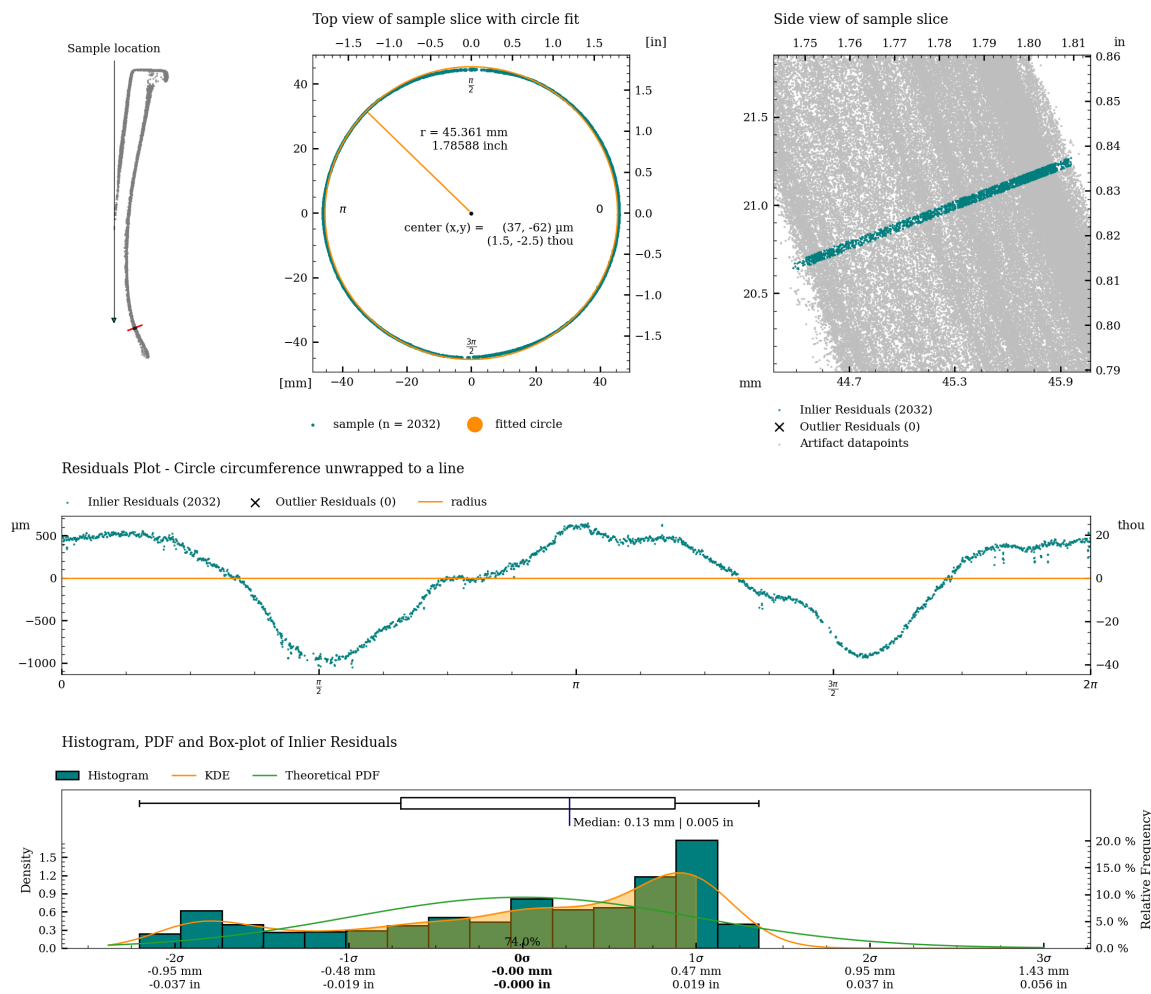 Sample location
Top view of sample slice with circle fit
−1.5 −1.0 −0.5 0.0 0.5 1.0 1.5 [in]
40 20 0 −20 −40
1.5 1.0 0.5 0.0 −0.5 −1.0 −1.5
π/2
r = 45.361 mm
1.78588 inch
π 0
center (x,y) = (37, -62) µm
(1.5, -2.5) thou
3π/2
[mm] −40 −20 0 20 40
sample (n = 2032) fitted circle
Side view of sample slice
1.75 1.76 1.77 1.78 1.79 1.80 1.81 in
21.5 21.0 20.5
0.86 0.85 0.84 0.83 0.82 0.81 0.80 0.79
mm 44.7 45.3 45.9
Inlier Residuals (2032)
Outlier Residuals (0)
Artifact datapoints
Residuals Plot - Circle circumference unwrapped to a line
Inlier Residuals (2032) Outlier Residuals (0) radius
µm thou
500 0 −500 −1000
20 0 −20 −40
0 π/2 π 3π/2 2π
Histogram, PDF and Box-plot of Inlier Residuals
Histogram KDE Theoretical PDF
Median: 0.13 mm | 0.005 in
Density
1.5 1.2 0.9 0.6 0.3 0.0
20.0 % 15.0 % 10.0 % 5.0 % 0.0 %
Relative Frequency
74.0%
-2σ -1σ 0σ 1σ 2σ 3σ
-0.95 mm -0.48 mm -0.00 mm 0.47 mm 0.95 mm 1.43 mm
-0.037 in -0.019 in -0.000 in 0.019 in 0.037 in 0.056 in